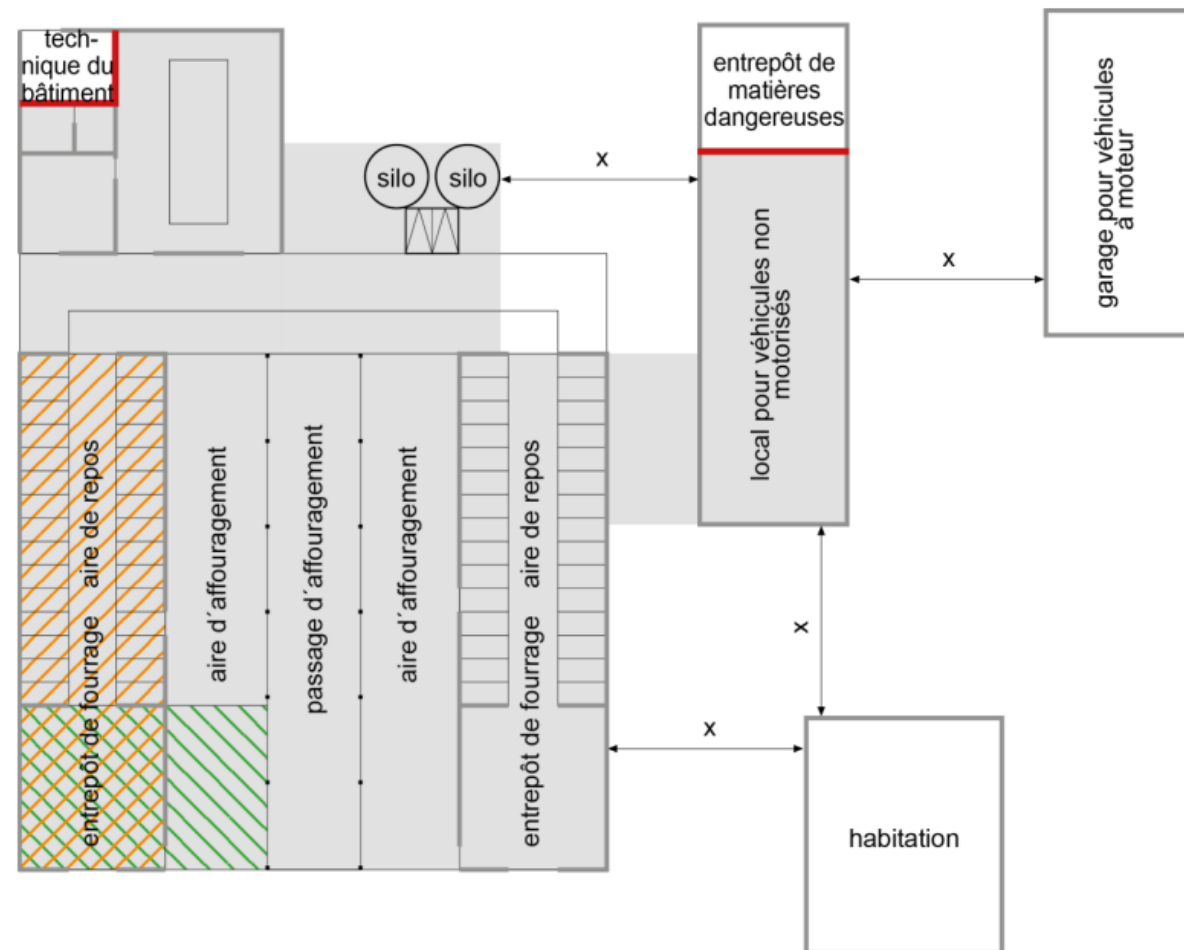 tech-
nique du
bâtiment
entrepôt de
matières
dangereuses
garage pour véhicules
à moteur
silo
silo
x
x
local pour véhicules non
motorisés
aire de repos
aire d´affouragement
passage d´affouragement
aire d´affouragement
aire de repos
entrepôt de fourrage
entrepôt de fourrage
x
x
habitation